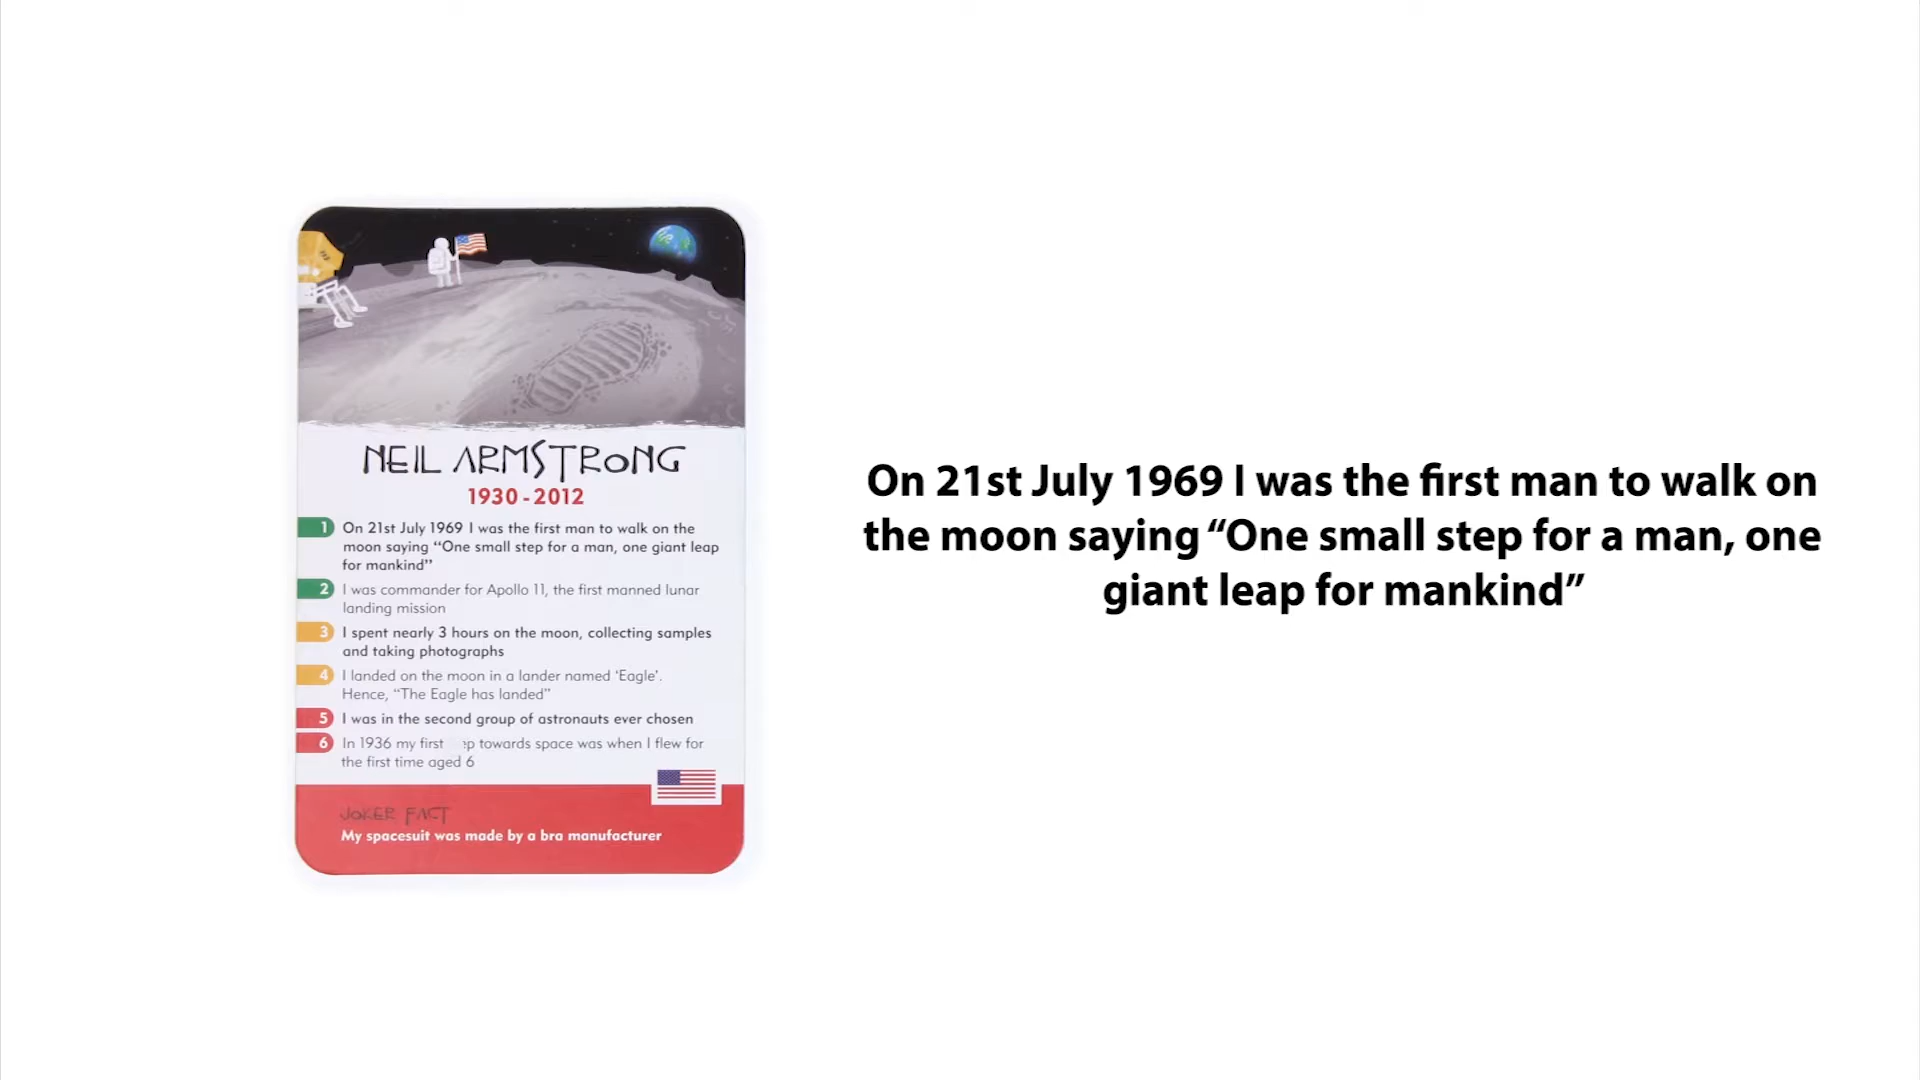 NEIL ARMSTRONG
1930 - 2012
1 On 21st July 1969 I was the first man to walk on the
moon saying “One small step for a man, one giant leap
for mankind”
2 I was commander for Apollo 11, the first manned lunar
landing mission
3 I spent nearly 3 hours on the moon, collecting samples
and taking photographs
4 I landed on the moon in a lander named ‘Eagle’.
Hence, “The Eagle has landed”
5 I was in the second group of astronauts ever chosen
6 In 1936 my first towards space was when I flew for
the first time aged 6
JOKER FACT
My spacesuit was made by a bra manufacturer
On 21st July 1969 I was the first man to walk on
the moon saying “One small step for a man, one
giant leap for mankind”